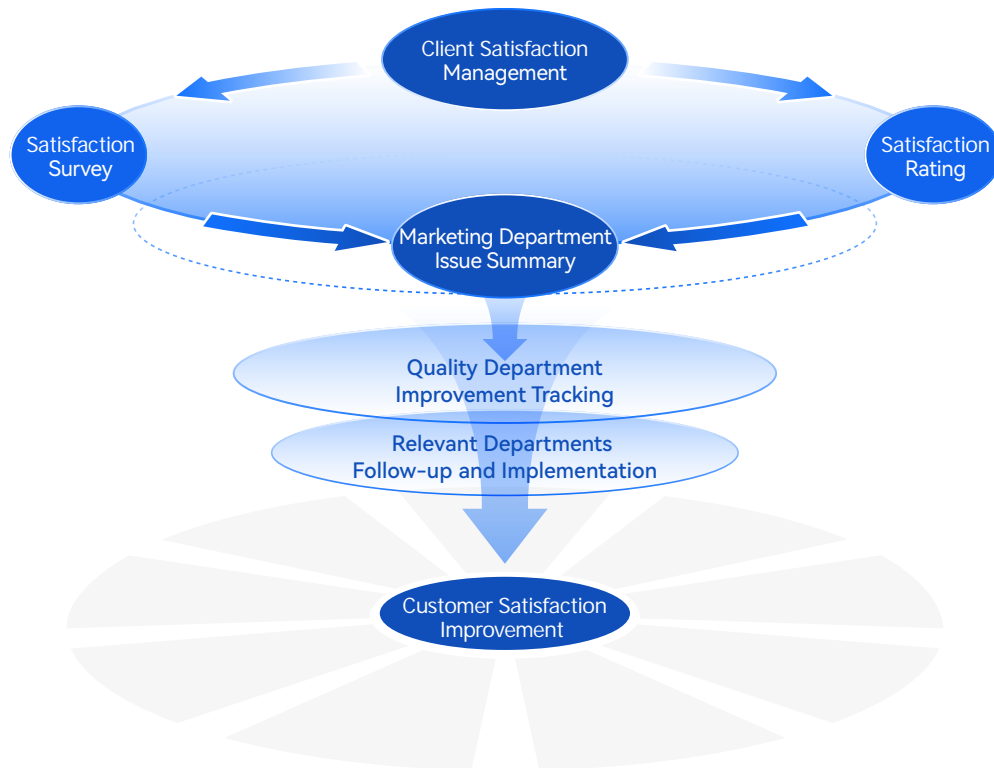 Client Satisfaction
Management
Satisfaction
Survey
Satisfaction
Rating
Marketing Department
Issue Summary
Quality Department
Improvement Tracking
Relevant Departments
Follow-up and Implementation
Customer Satisfaction
Improvement